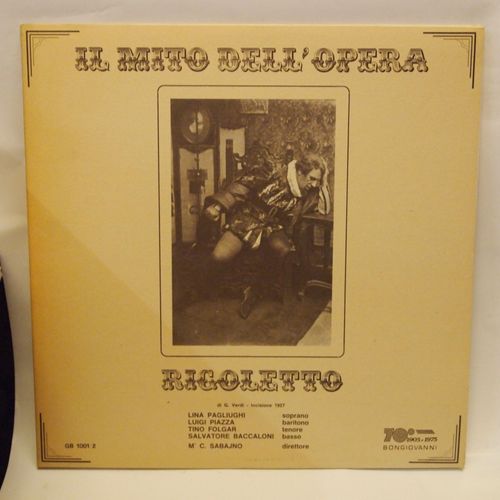 IL MITO DELL'OPERA
RIGOLETTO
di G. Verdi - Incisione 1927
LINA PAGLIUGHI soprano
LUIGI PIAZZA baritono
TINO FOLGAR tenore
SALVATORE BACCALONI basso
M° C. SABAJNO direttore
GB 1001/2
70°
1905-1975
BONGIOVANNI